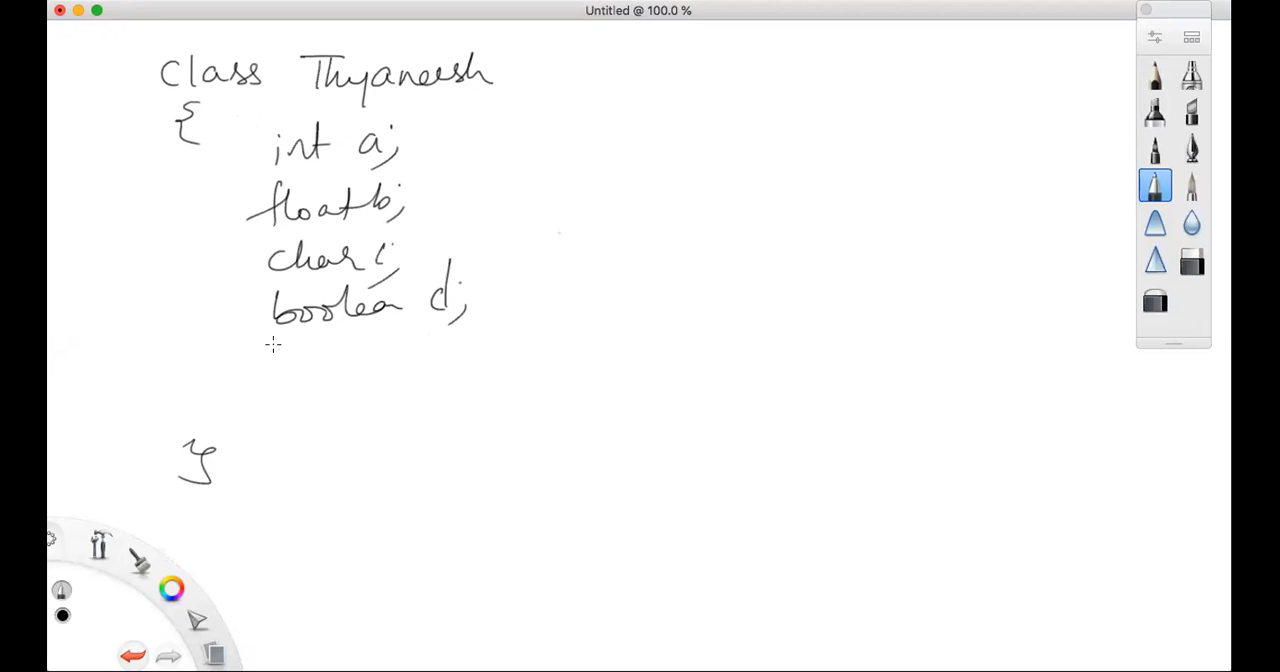 Untitled @ 100.0 %
class Thyaneesh
{
int a;
float b;
char c;
boolean d;
}